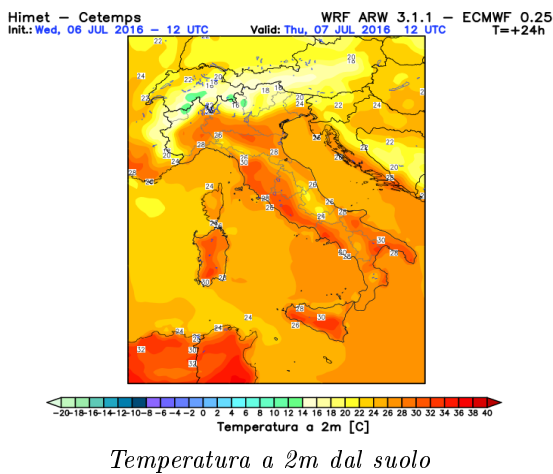 Himet – Cetemps WRF ARW 3.1.1 – ECMWF 0.25
Init.: Wed, 06 JUL 2016 – 12 UTC Valid: Thu, 07 JUL 2016 12 UTC T=+24h
-20 -18 -16 -14 -12 -10 -8 -6 -4 -2 0 2 4 6 8 10 12 14 16 18 20 22 24 26 28 30 32 34 36 38 40
Temperatura a 2m [C]
Temperatura a 2m dal suolo